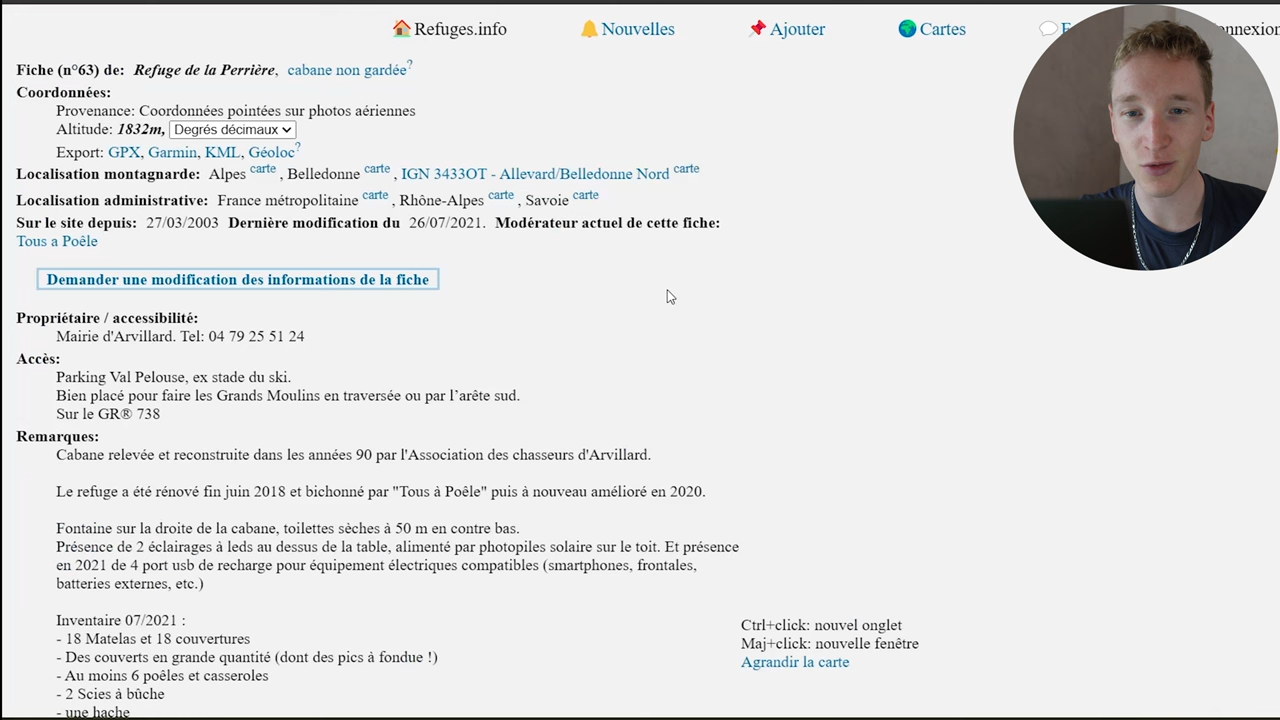 Refuges.info Nouvelles Ajouter Cartes
Fiche (n°63) de: Refuge de la Perrière, cabane non gardée?
Coordonnées:
Provenance: Coordonnées pointées sur photos aériennes
Altitude: 1832m, Degrés décimaux
Export: GPX, Garmin, KML, Géoloc?
Localisation montagnarde: Alpes carte , Belledonne carte , IGN 3433OT - Allevard/Belledonne Nord carte
Localisation administrative: France métropolitaine carte , Rhône-Alpes carte , Savoie carte
Sur le site depuis: 27/03/2003 Dernière modification du 26/07/2021. Modérateur actuel de cette fiche:
Tous a Poêle
Demander une modification des informations de la fiche
Propriétaire / accessibilité:
Mairie d'Arvillard. Tel: 04 79 25 51 24
Accès:
Parking Val Pelouse, ex stade du ski.
Bien placé pour faire les Grands Moulins en traversée ou par l’arête sud.
Sur le GR® 738
Remarques:
Cabane relevée et reconstruite dans les années 90 par l'Association des chasseurs d'Arvillard.
Le refuge a été rénové fin juin 2018 et bichonné par "Tous à Poêle" puis à nouveau amélioré en 2020.
Fontaine sur la droite de la cabane, toilettes sèches à 50 m en contre bas.
Présence de 2 éclairages à leds au dessus de la table, alimenté par photopiles solaire sur le toit. Et présence
en 2021 de 4 port usb de recharge pour équipement électriques compatibles (smartphones, frontales,
batteries externes, etc.)
Inventaire 07/2021 :
- 18 Matelas et 18 couvertures
- Des couverts en grande quantité (dont des pics à fondue !)
- Au moins 6 poêles et casseroles
- 2 Scies à bûche
- une hache
Ctrl+click: nouvel onglet
Maj+click: nouvelle fenêtre
Agrandir la carte